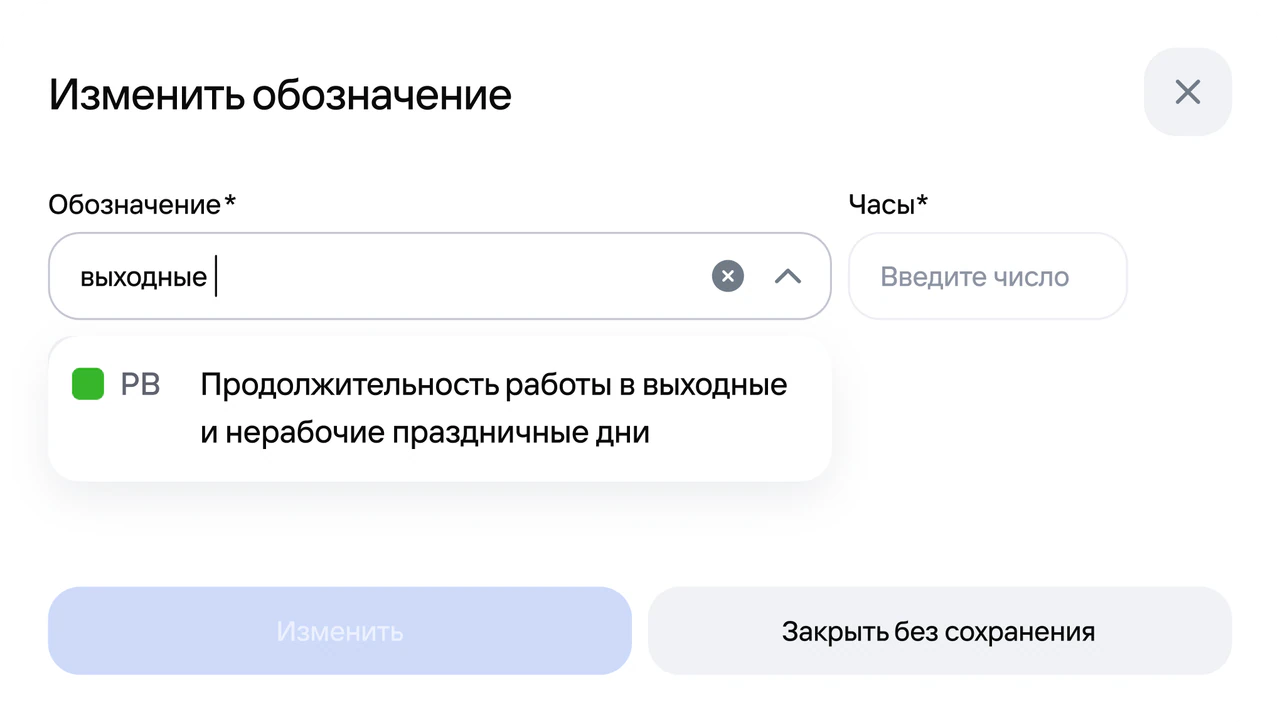 Изменить обозначение
Обозначение*
Часы*
выходные
Введите число
РВ Продолжительность работы в выходные
и нерабочие праздничные дни
Изменить
Закрыть без сохранения